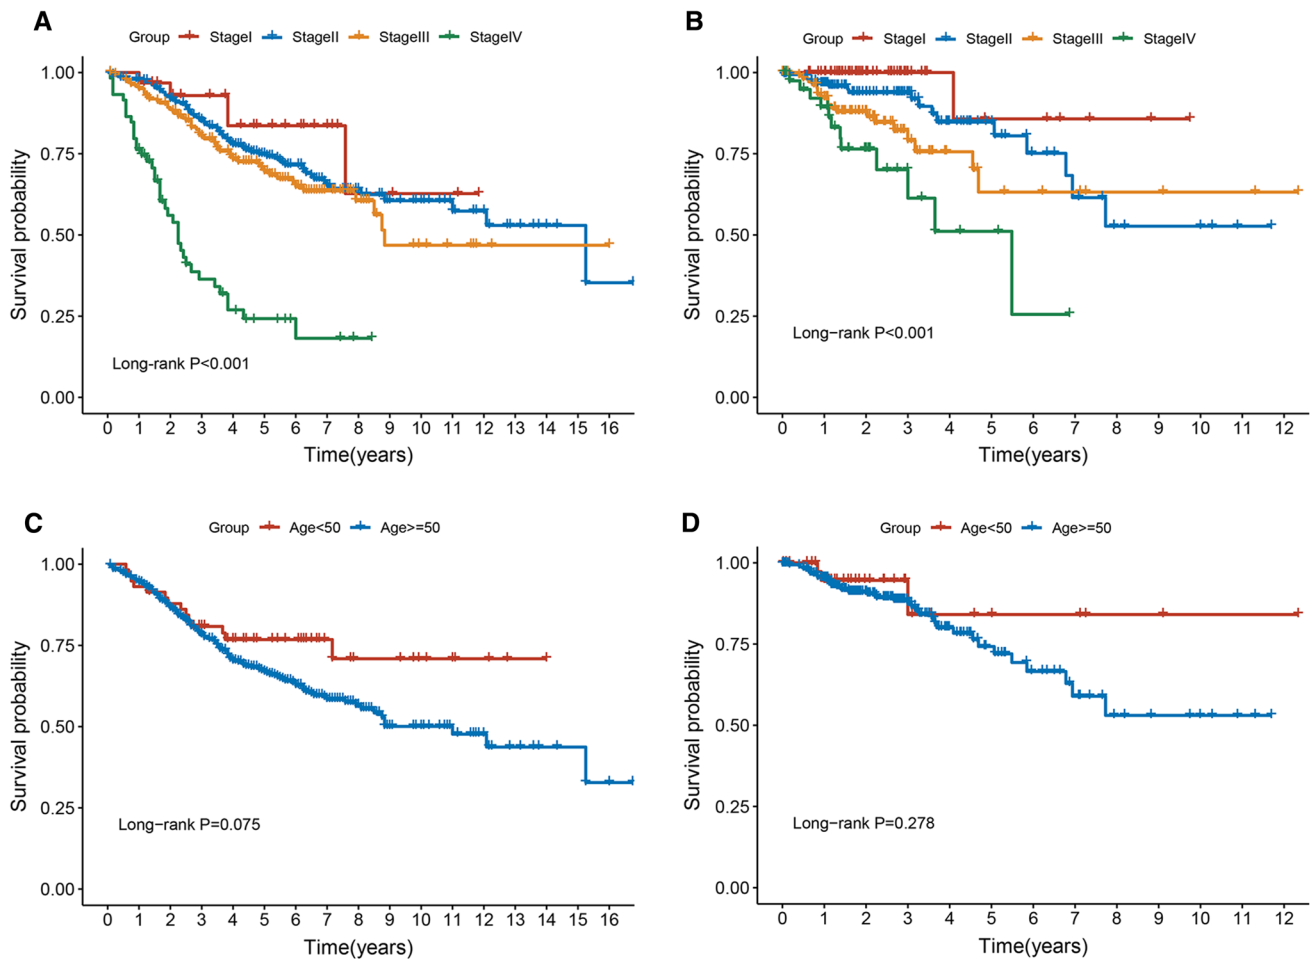 A
Group StageI StageII StageIII StageIV
1.00
0.75
0.50
0.25
0.00
Survival probability
Long-rank P<0.001
0 1 2 3 4 5 6 7 8 9 10 11 12 13 14 15 16
Time(years)
B
Group StageI StageII StageIII StageIV
1.00
0.75
0.50
0.25
0.00
Survival probability
Long−rank P<0.001
0 1 2 3 4 5 6 7 8 9 10 11 12
Time(years)
C
Group Age<50 Age>=50
1.00
0.75
0.50
0.25
0.00
Survival probability
Long−rank P=0.075
0 1 2 3 4 5 6 7 8 9 10 11 12 13 14 15 16
Time(years)
D
Group Age<50 Age>=50
1.00
0.75
0.50
0.25
0.00
Survival probability
Long−rank P=0.278
0 1 2 3 4 5 6 7 8 9 10 11 12
Time(years)